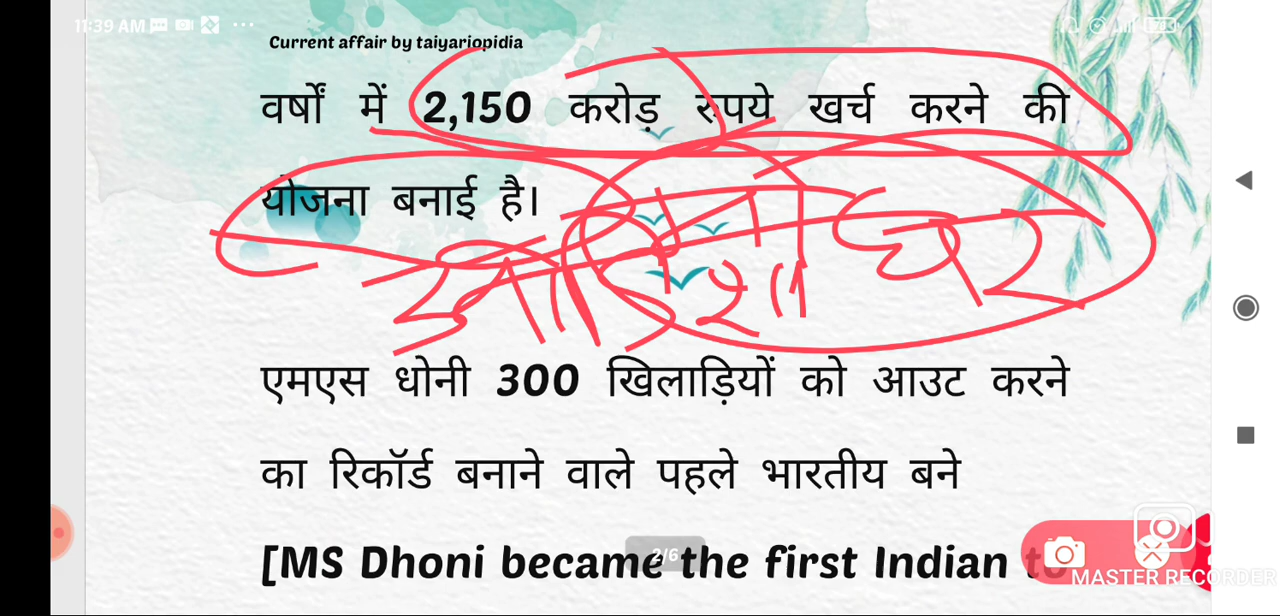 11:39 AM
Current affair by taiyariopidia
वर्षों में 2,150 करोड़ रुपये खर्च करने की
योजना बनाई है।
एमएस धोनी 300 खिलाड़ियों को आउट करने
का रिकॉर्ड बनाने वाले पहले भारतीय बने
[MS Dhoni became the first Indian to
2/6
MASTER RECORDER